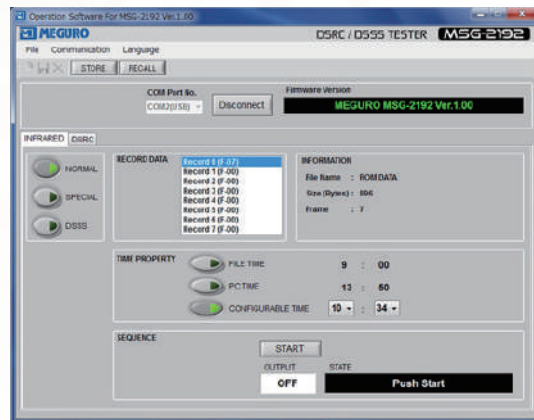 Operation Software For MSG-2192 Ver.1.00
MEGURO
DSRC / DSSS TESTER MSG-2192
File Communication Language
STORE RECALL
COM Port No.
Firmware Version
COM2(USB) Disconnect
MEGURO MSG-2192 Ver.1.00
INFRARED DSRC
NORMAL
SPECIAL
DSSS
RECORD DATA
Record 0 (F-07)
Record 1 (F-00)
Record 2 (F-00)
Record 3 (F-00)
Record 4 (F-00)
Record 5 (F-00)
Record 6 (F-00)
Record 7 (F-00)
INFORMATION
File Name : ROMDATA
Size (Bytes) : 896
Frame : 7
TIME PROPERTY
FILE TIME 9 : 00
PC TIME 13 : 50
CONFIGURABLE TIME 10 : 34
SEQUENCE
START
OUTPUT STATE
OFF Push Start